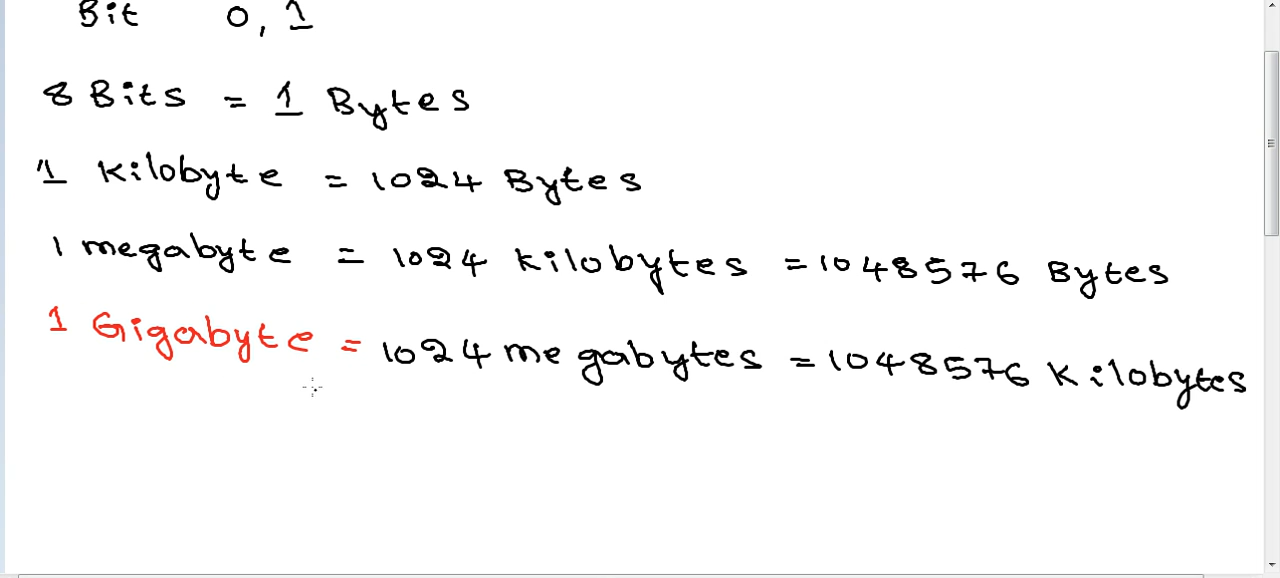 Bit 0, 1
8 Bits = 1 Bytes
1 Kilobyte = 1024 Bytes
1 megabyte = 1024 kilobytes = 1048576 Bytes
1 Gigabyte = 1024 megabytes = 1048576 Kilobytes